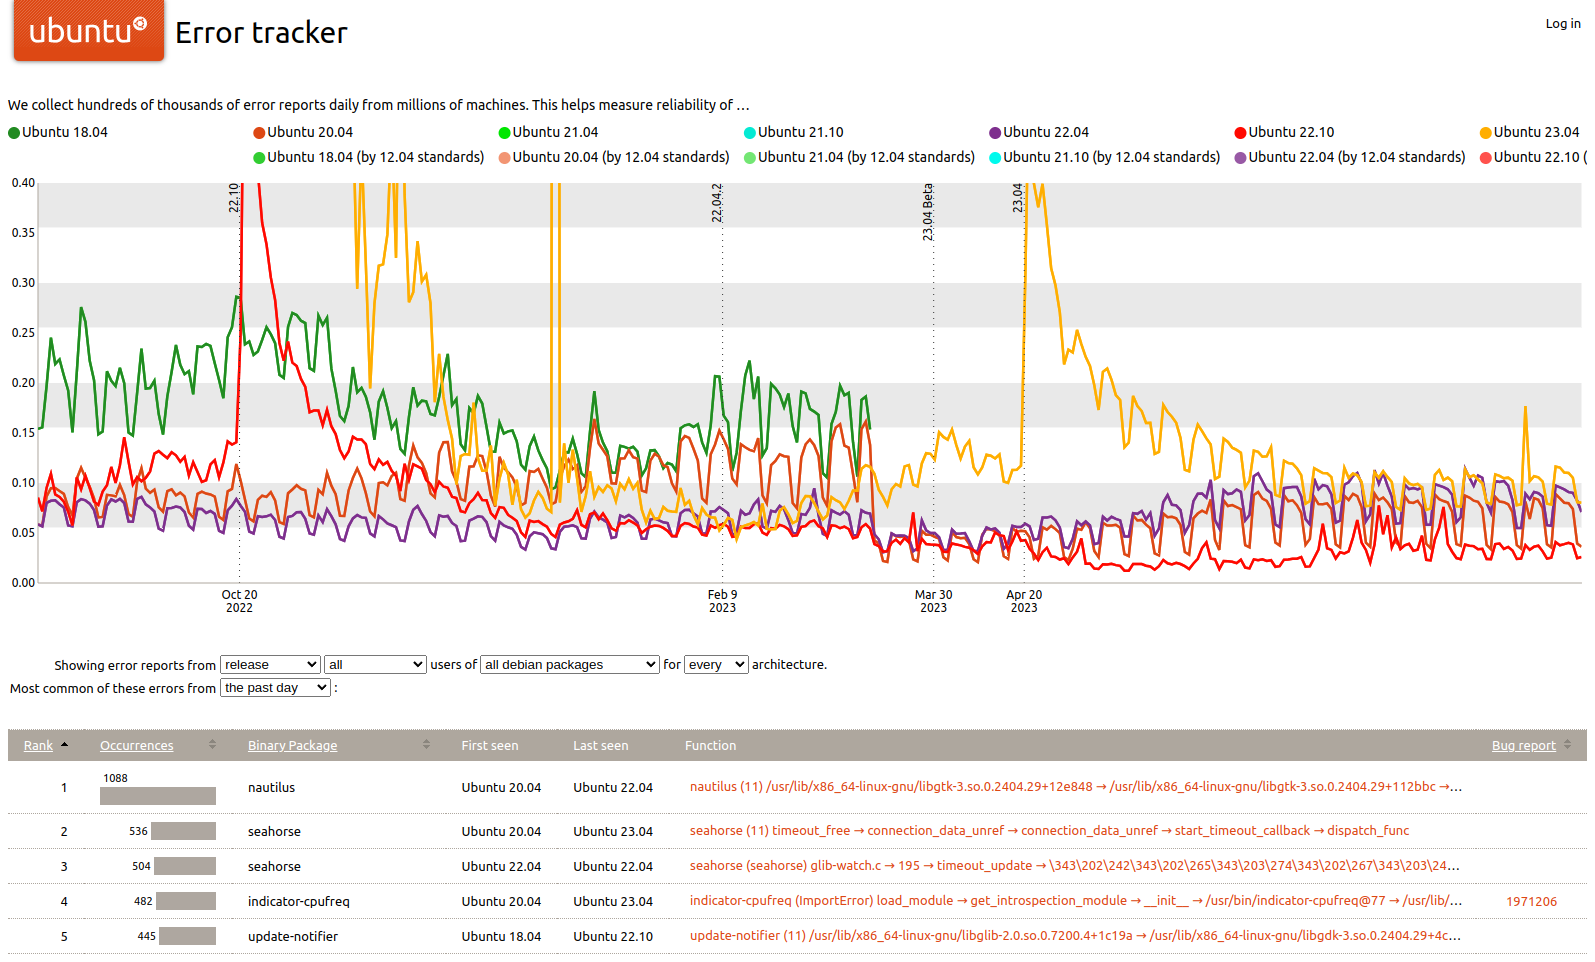 ubuntu
Error tracker
Log in
We collect hundreds of thousands of error reports daily from millions of machines. This helps measure reliability of …
Ubuntu 18.04 Ubuntu 20.04 Ubuntu 21.04 Ubuntu 21.10 Ubuntu 22.04 Ubuntu 22.10 Ubuntu 23.04
Ubuntu 18.04 (by 12.04 standards) Ubuntu 20.04 (by 12.04 standards) Ubuntu 21.04 (by 12.04 standards) Ubuntu 21.10 (by 12.04 standards) Ubuntu 22.04 (by 12.04 standards) Ubuntu 22.10 (
0.40
0.35
0.30
0.25
0.20
0.15
0.10
0.05
0.00
22.10
22.04.2
23.04 Beta
23.04
Oct 20
2022
Feb 9
2023
Mar 30
2023
Apr 20
2023
Showing error reports from release all users of all debian packages for every architecture.
Most common of these errors from the past day :
Rank Occurrences Binary Package First seen Last seen Function Bug report
1 1088 nautilus Ubuntu 20.04 Ubuntu 22.04 nautilus (11) /usr/lib/x86_64-linux-gnu/libgtk-3.so.0.2404.29+12e848 → /usr/lib/x86_64-linux-gnu/libgtk-3.so.0.2404.29+112bbc →…
2 536 seahorse Ubuntu 20.04 Ubuntu 23.04 seahorse (11) timeout_free → connection_data_unref → connection_data_unref → start_timeout_callback → dispatch_func
3 504 seahorse Ubuntu 22.04 Ubuntu 22.04 seahorse (seahorse) glib-watch.c → 195 → timeout_update → \343\202\242\343\202\265\343\203\274\343\202\267\343\203\24…
4 482 indicator-cpufreq Ubuntu 20.04 Ubuntu 23.04 indicator-cpufreq (ImportError) load_module → get_introspection_module → __init__ → /usr/bin/indicator-cpufreq@77 → /usr/lib/… 1971206
5 445 update-notifier Ubuntu 18.04 Ubuntu 22.10 update-notifier (11) /usr/lib/x86_64-linux-gnu/libglib-2.0.so.0.7200.4+1c19a → /usr/lib/x86_64-linux-gnu/libgdk-3.so.0.2404.29+4c…